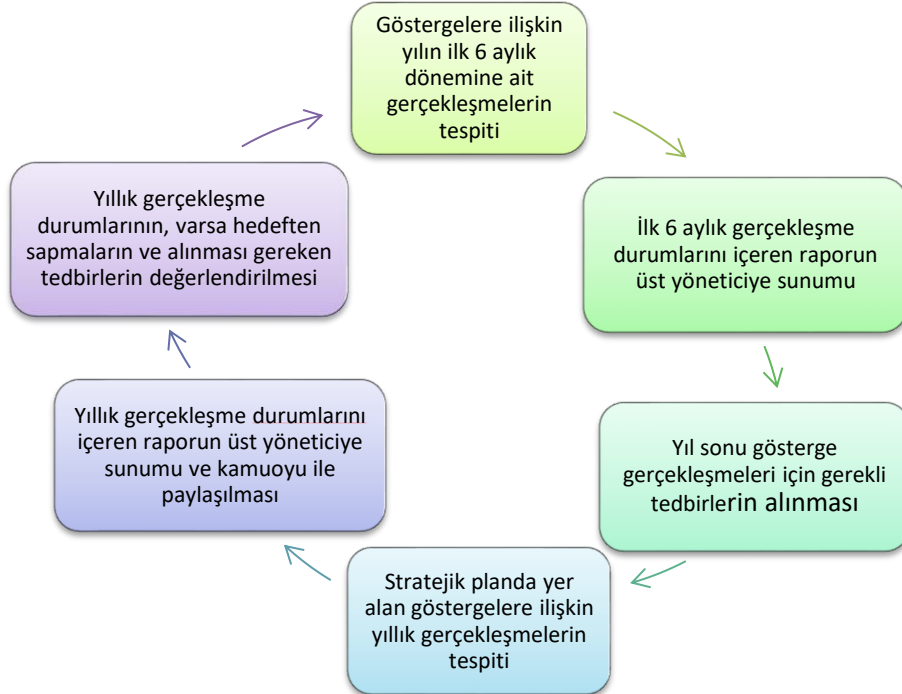 Göstergelere ilişkin
yılın ilk 6 aylık
dönemine ait
gerçekleşmelerin
tespiti
İlk 6 aylık gerçekleşme
durumlarını içeren raporun
üst yöneticiye sunumu
Yıl sonu gösterge
gerçekleşmeleri için gerekli
tedbirlerin alınması
Stratejik planda yer
alan göstergelere ilişkin
yıllık gerçekleşmelerin
tespiti
Yıllık gerçekleşme durumlarını
içeren raporun üst yöneticiye
sunumu ve kamuoyu ile
paylaşılması
Yıllık gerçekleşme
durumlarının, varsa hedeften
sapmaların ve alınması gereken
tedbirlerin değerlendirilmesi